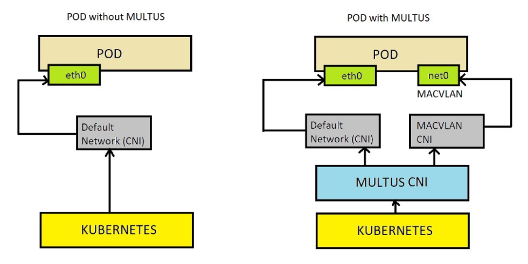 POD without MULTUS
POD
eth0
Default
Network (CNI)
KUBERNETES
POD with MULTUS
POD
eth0
net0
MACVLAN
Default
Network (CNI)
MACVLAN
CNI
MULTUS CNI
KUBERNETES